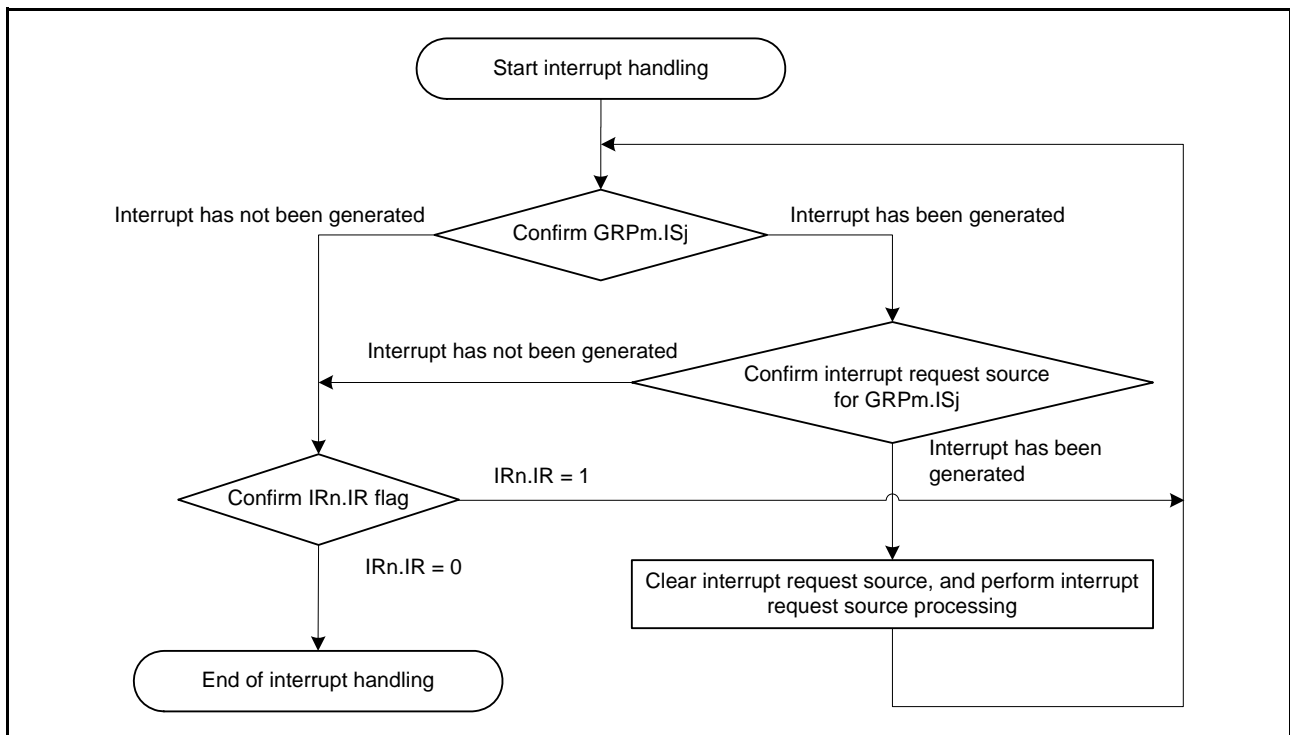 Start interrupt handling
Interrupt has not been generated
Interrupt has been generated
Confirm GRPm.ISj
Interrupt has not been generated
Confirm interrupt request source
for GRPm.ISj
Interrupt has been
generated
IRn.IR = 1
Confirm IRn.IR flag
IRn.IR = 0
Clear interrupt request source, and perform interrupt
request source processing
End of interrupt handling